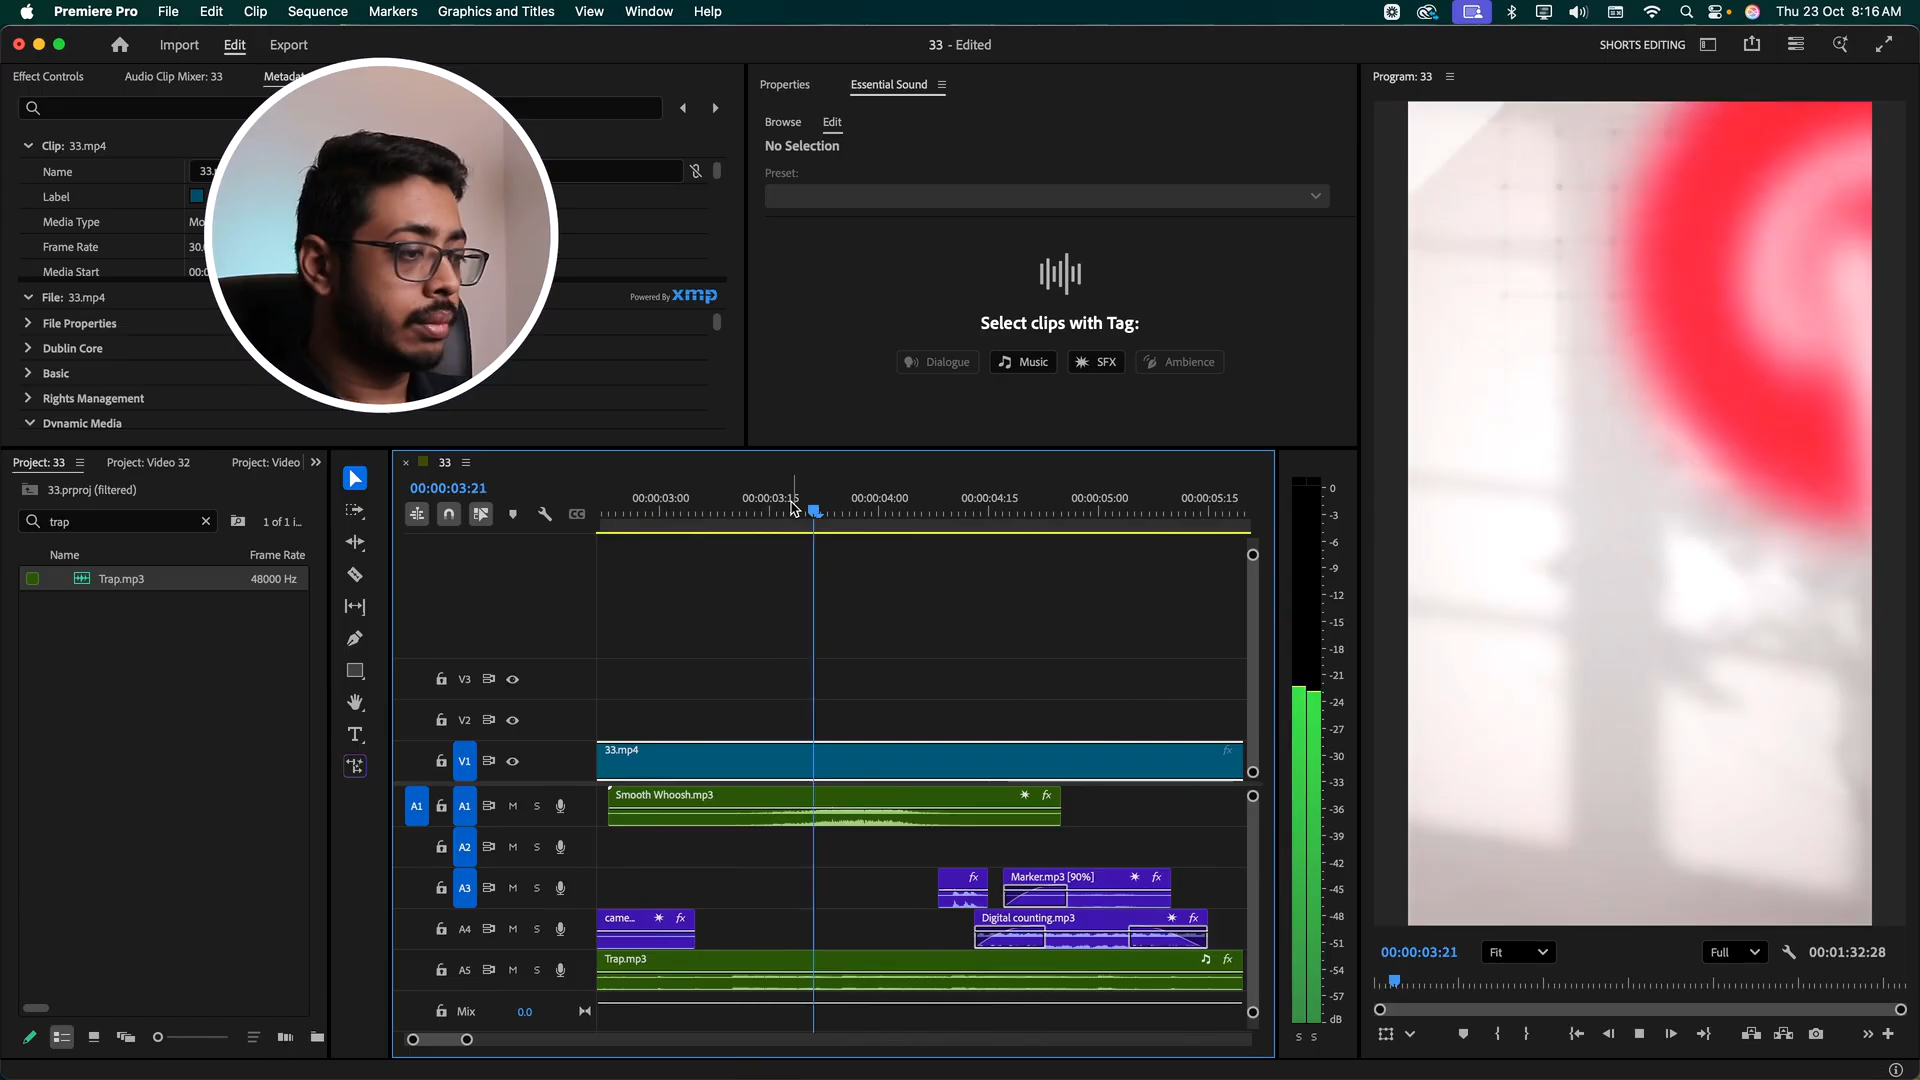 Premiere Pro File Edit Clip Sequence Markers Graphics and Titles View Window Help Thu 23 Oct 8:16 AM
Import Edit Export 33 - Edited SHORTS EDITING
Effect Controls Audio Clip Mixer: 33
Properties Essential Sound
Program: 33
Browse Edit
No Selection
Preset:
Select clips with Tag:
Dialogue Music SFX Ambience
Clip: 33.mp4
Name
Label
Media Type
Frame Rate
Media Start
File: 33.mp4 Powered By xmp
File Properties
Dublin Core
Basic
Rights Management
Dynamic Media
Project: 33 Project: Video 32 Project: Video
33.prproj (filtered)
trap 1 of 1 i...
Name Frame Rate
Trap.mp3 48000 Hz
33
00:00:03:21
00:00:03:00 00:00:03:15 00:00:04:00 00:00:04:15 00:00:05:00 00:00:05:15
V3
V2
V1 33.mp4 fx
A1 A1 M S Smooth Whoosh.mp3 fx
A2 M S
A3 M S fx Marker.mp3 [90%] fx
A4 M S came... fx Digital counting.mp3 fx
A5 M S Trap.mp3 fx
Mix 0.0
0
-3
-6
-9
-12
-15
-18
-21
-24
-27
-30
-33
-36
-39
-42
-45
-48
-51
-54
-57
dB
S S
00:00:03:21 Fit Full 00:01:32:28